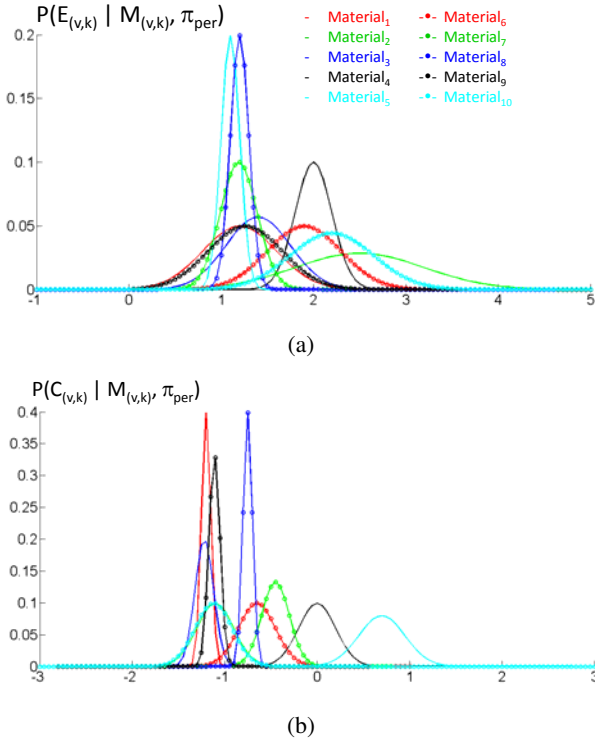 P(E(v,k) | M(v,k), πper)
- Material1 -•- Material6
- Material2 -•- Material7
- Material3 -•- Material8
- Material4 -•- Material9
- Material5 -•- Material10
0.2
0.15
0.1
0.05
0
-1 0 1 2 3 4 5
(a)
P(C(v,k) | M(v,k), πper)
0.4
0.35
0.3
0.25
0.2
0.15
0.1
0.05
0
-3 -2 -1 0 1 2 3
(b)